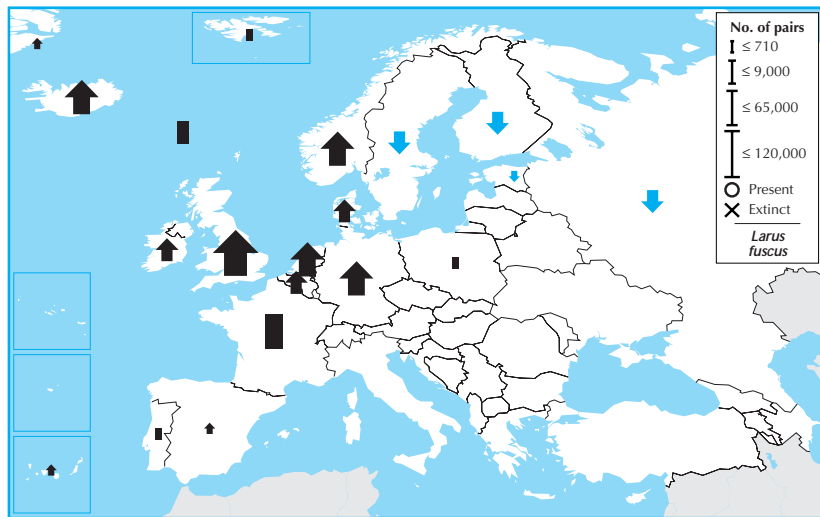 No. of pairs
≤ 710
≤ 9,000
≤ 65,000
≤ 120,000
Present
Extinct
Larus
fuscus